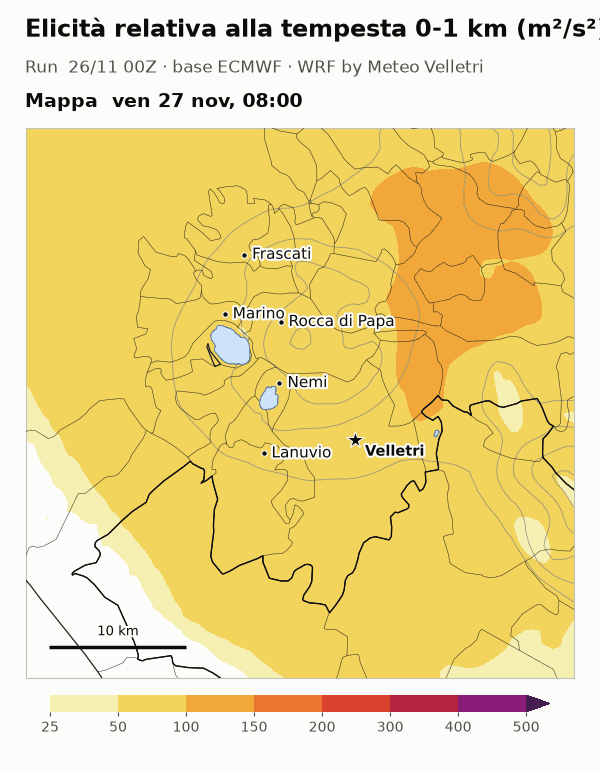 Elicità relativa alla tempesta 0-1 km (m²/s²)
Run  26/11 00Z · base ECMWF · WRF by Meteo Velletri
Mappa  ven 27 nov, 08:00
Frascati
Marino
Rocca di Papa
Nemi
Velletri
Lanuvio
10 km
25 50 100 150 200 300 400 500